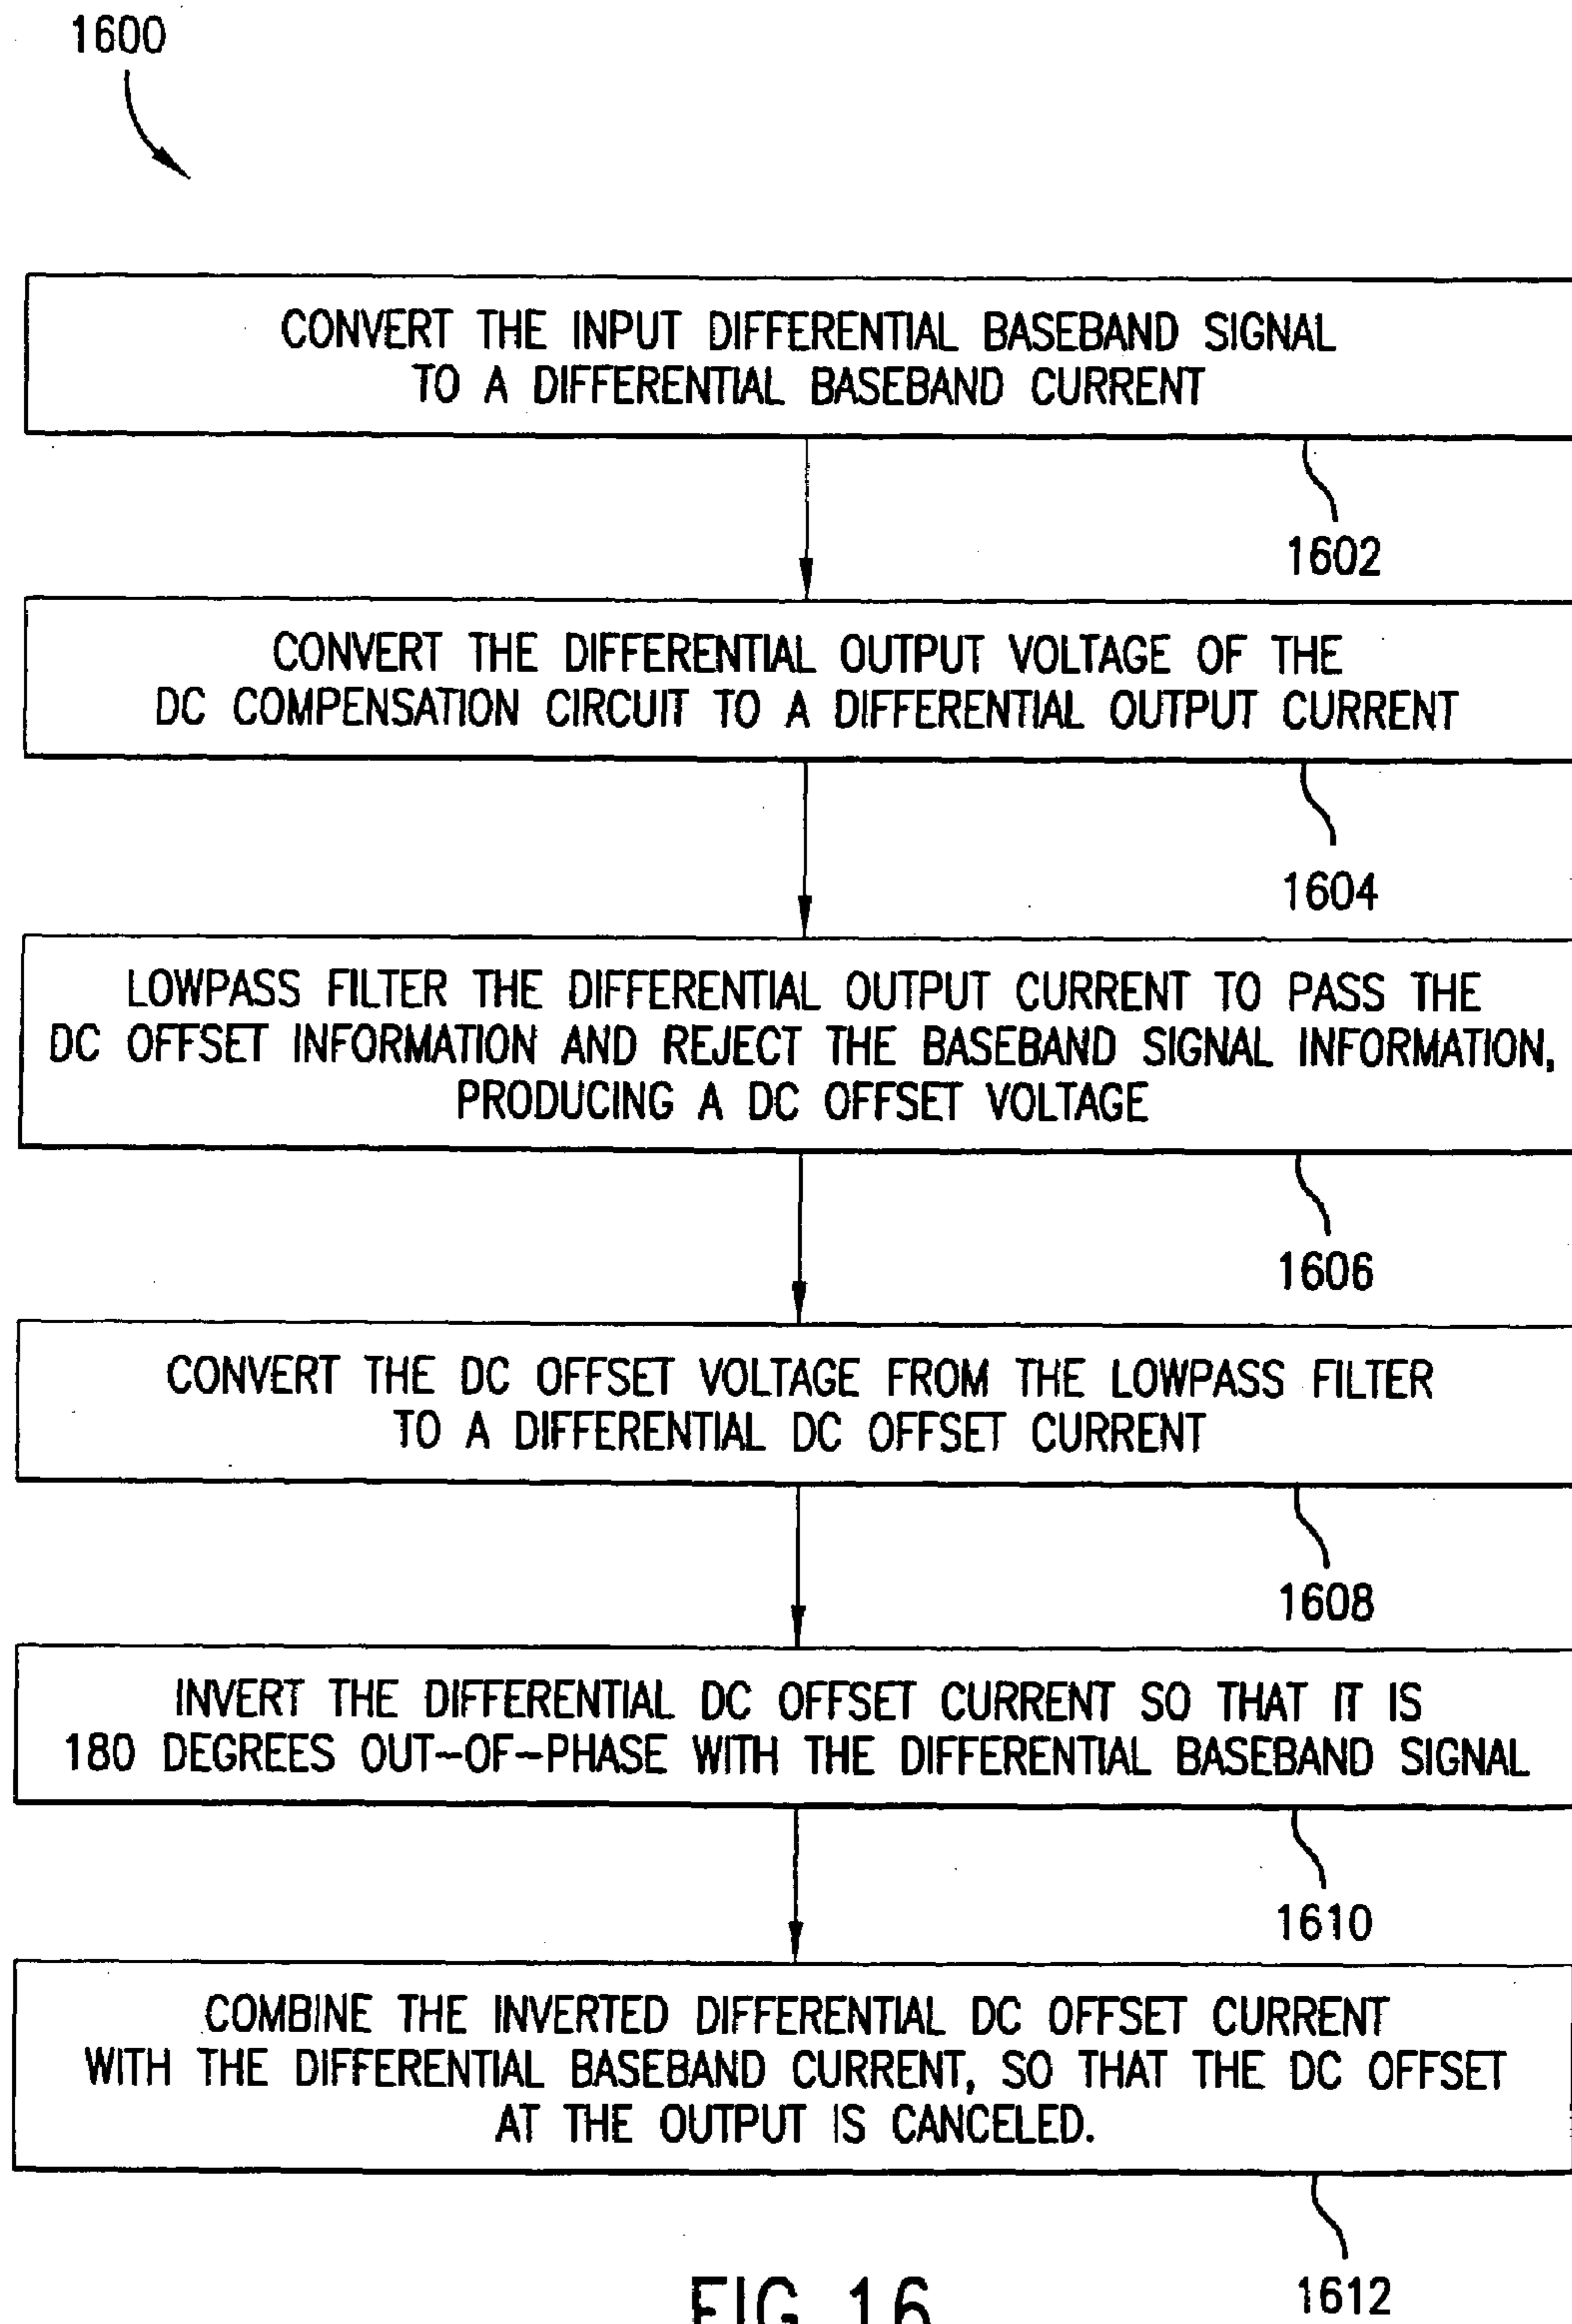 1600
CONVERT THE INPUT DIFFERENTIAL BASEBAND SIGNAL
TO A DIFFERENTIAL BASEBAND CURRENT
1602
CONVERT THE DIFFERENTIAL OUTPUT VOLTAGE OF THE
DC COMPENSATION CIRCUIT TO A DIFFERENTIAL OUTPUT CURRENT
1604
LOWPASS FILTER THE DIFFERENTIAL OUTPUT CURRENT TO PASS THE
DC OFFSET INFORMATION AND REJECT THE BASEBAND SIGNAL INFORMATION,
PRODUCING A DC OFFSET VOLTAGE
1606
CONVERT THE DC OFFSET VOLTAGE FROM THE LOWPASS FILTER
TO A DIFFERENTIAL DC OFFSET CURRENT
1608
INVERT THE DIFFERENTIAL DC OFFSET CURRENT SO THAT IT IS
180 DEGREES OUT-OF-PHASE WITH THE DIFFERENTIAL BASEBAND SIGNAL
1610
COMBINE THE INVERTED DIFFERENTIAL DC OFFSET CURRENT
WITH THE DIFFERENTIAL BASEBAND CURRENT, SO THAT THE DC OFFSET
AT THE OUTPUT IS CANCELED.
1612
FIG. 16